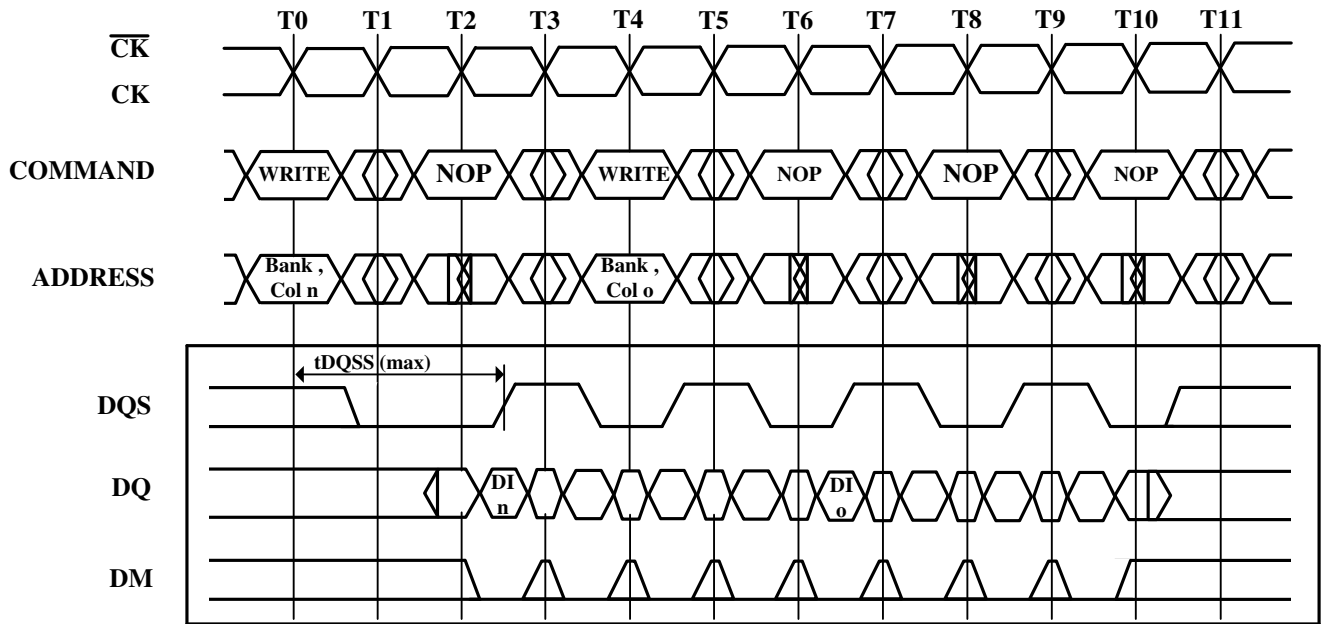 T0 T1 T2 T3 T4 T5 T6 T7 T8 T9 T10 T11
CK
CK
COMMAND WRITE NOP WRITE NOP NOP NOP
ADDRESS Bank , Bank ,
Col n Col o
tDQSS (max)
DQS
DQ DI DI
n o
DM